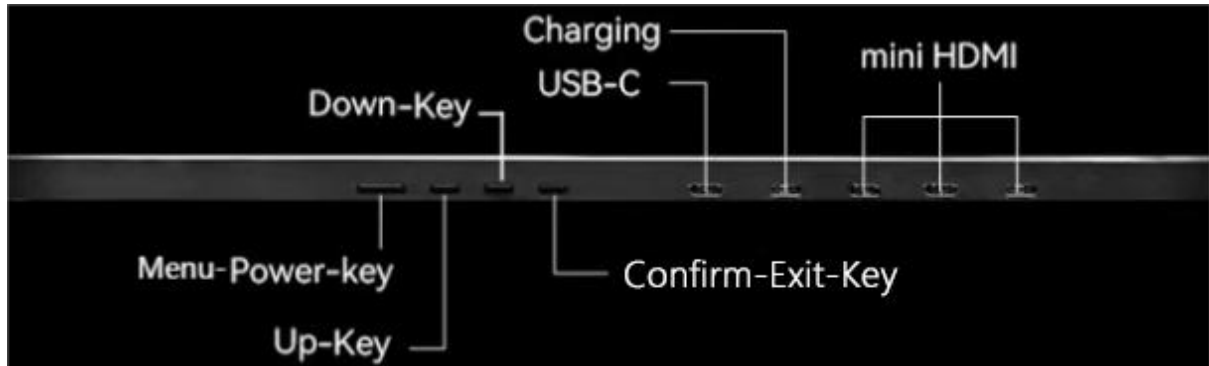 Charging
mini HDMI
USB-C
Down-Key
Menu-Power-key
Confirm-Exit-Key
Up-Key